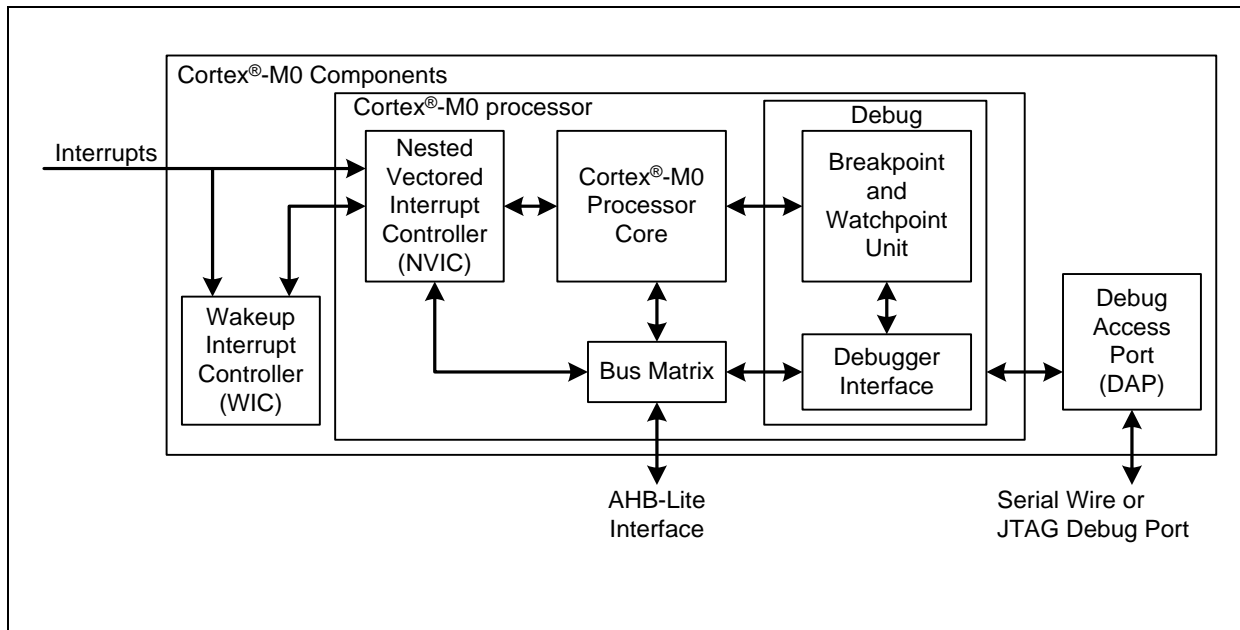 Cortex®-M0 Components
Cortex®-M0 processor
Debug
Interrupts
Nested
Vectored
Interrupt
Controller
(NVIC)
Cortex®-M0
Processor
Core
Breakpoint
and
Watchpoint
Unit
Wakeup
Interrupt
Controller
(WIC)
Bus Matrix
Debugger
Interface
Debug
Access
Port
(DAP)
AHB-Lite
Interface
Serial Wire or
JTAG Debug Port